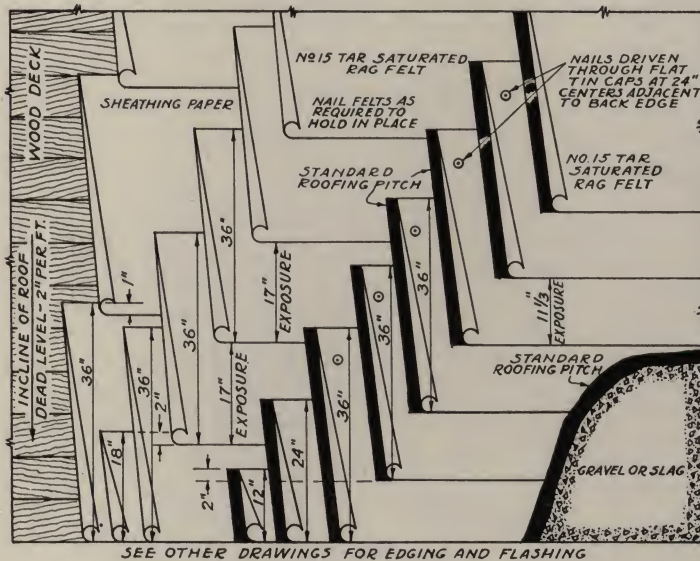 WOOD DECK
INCLINE OF ROOF
DEAD LEVEL-2" PER. FT.
SHEATHING PAPER
No15 TAR SATURATED
RAG FELT
NAIL FELTS AS
REQUIRED TO
HOLD IN PLACE
NAILS DRIVEN
THROUGH FLAT
TIN CAPS AT 24"
CENTERS ADJACENT
TO BACK EDGE
STANDARD
ROOFING PITCH
NO. 15 TAR
SATURATED
RAG FELT
36"
17"
EXPOSURE
36"
11 1/3"
EXPOSURE
1"
36"
36"
36"
17"
EXPOSURE
36"
36"
2"
18"
24"
2"
12"
STANDARD
ROOFING PITCH
GRAVEL OR SLAG
SEE OTHER DRAWINGS FOR EDGING AND FLASHING